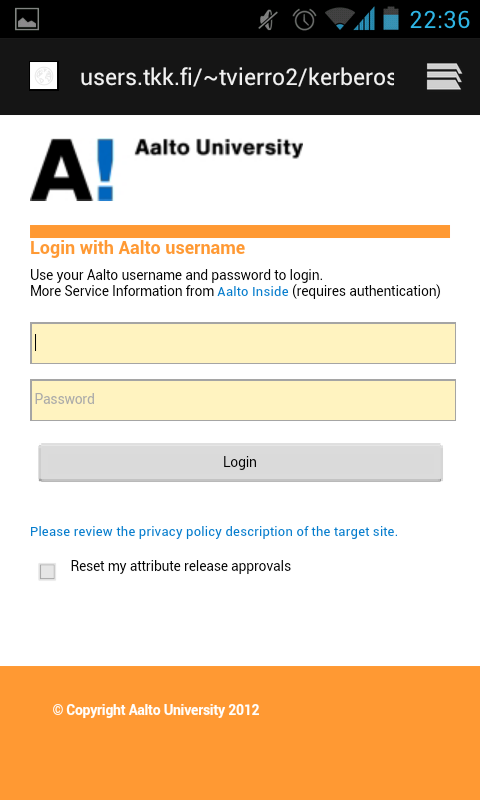 22:36
users.tkk.fi/~tvierro2/kerberos
A! Aalto University
Login with Aalto username
Use your Aalto username and password to login.
More Service Information from Aalto Inside (requires authentication)
Password
Login
Please review the privacy policy description of the target site.
Reset my attribute release approvals
© Copyright Aalto University 2012